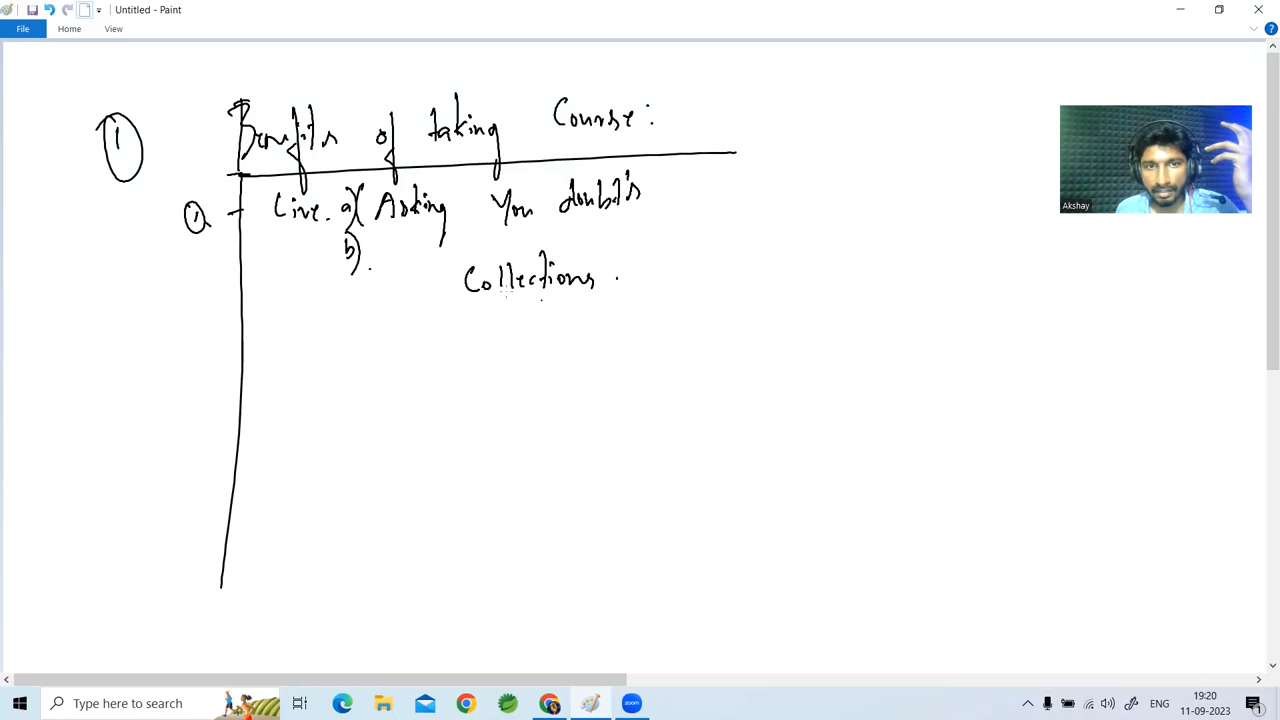 Untitled - Paint
File Home View
1 Benefits of taking Course:
1 Live. a) Asking You doubt's
b).
Collections.
Akshay
Type here to search
zoom
ENG
19:20
11-09-2023